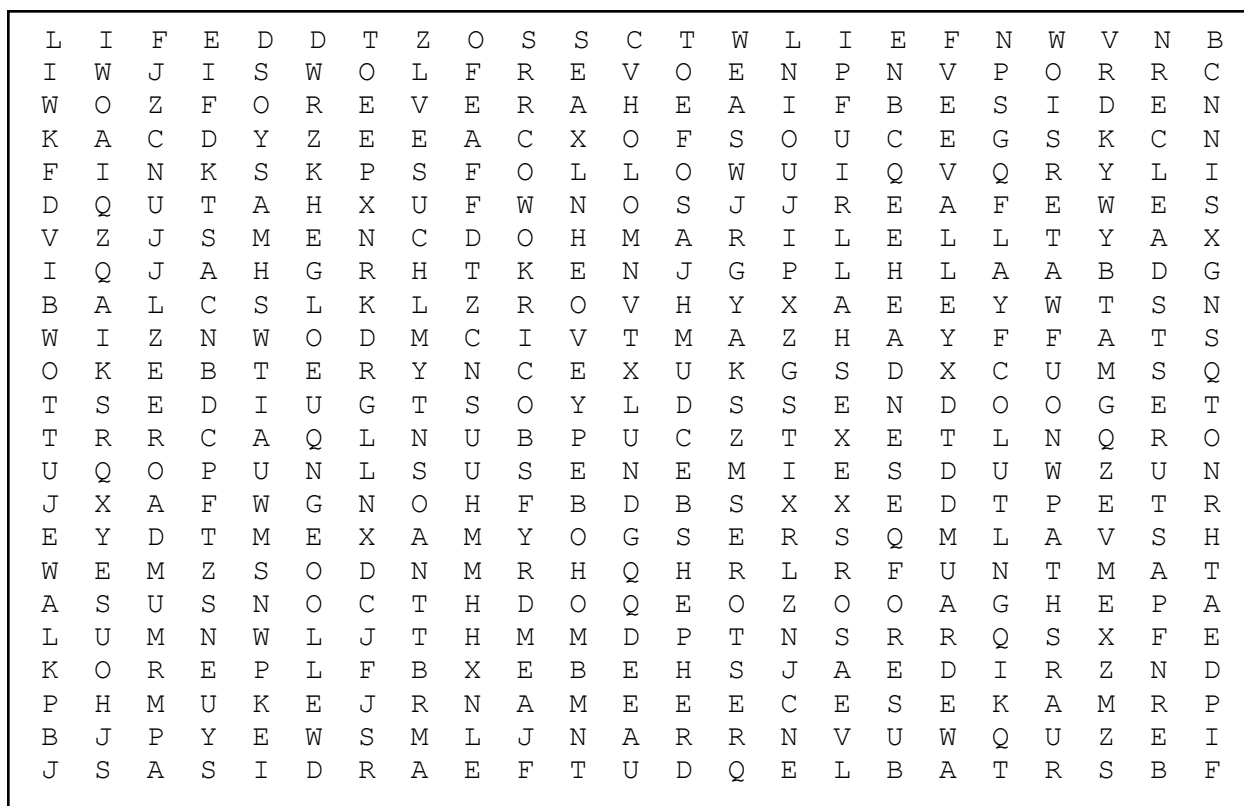 L I F E D D T Z O S S C T W L I E F N W V N B
I W J I S W O L F R E V O E N P N V P O R R C
W O Z F O R E V E R A H E A I F B E S I D E N
K A C D Y Z E E A C X O F S O U C E G S K C N
F I N K S K P S F O L L O W U I Q V Q R Y L I
D Q U T A H X U F W N O S J J R E A F E W E S
V Z J S M E N C D O H M A R I L E L L T Y A X
I Q J A H G R H T K E N J G P L H L A A B D G
B A L C S L K L Z R O V H Y X A E E Y W T S N
W I Z N W O D M C I V T M A Z H A Y F F A T S
O K E B T E R Y N C E X U K G S D X C U M S Q
T S E D I U G T S O Y L D S S E N D O O G E T
T R R C A Q L N U B P U C Z T X E T L N Q R O
U Q O P U N L S U S E N E M I E S D U W Z U N
J X A F W G N O H F B D B S X X E D T P E T R
E Y D T M E X A M Y O G S E R S Q M L A V S H
W E M Z S O D N M R H Q H R L R F U N T M A T
A S U S N O C T H D O Q E O Z O O A G H E P A
L U M N W L J T H M M D P T N S R R Q S X F E
K O R E P L F B X E B E H S J A E D I R Z N D
P H M U K E J R N A M E E E C E S E K A M R P
B J P Y E W S M L J N A R R N V U W Q U Z E I
J S A S I D R A E F T U D Q E L B A T R S B F